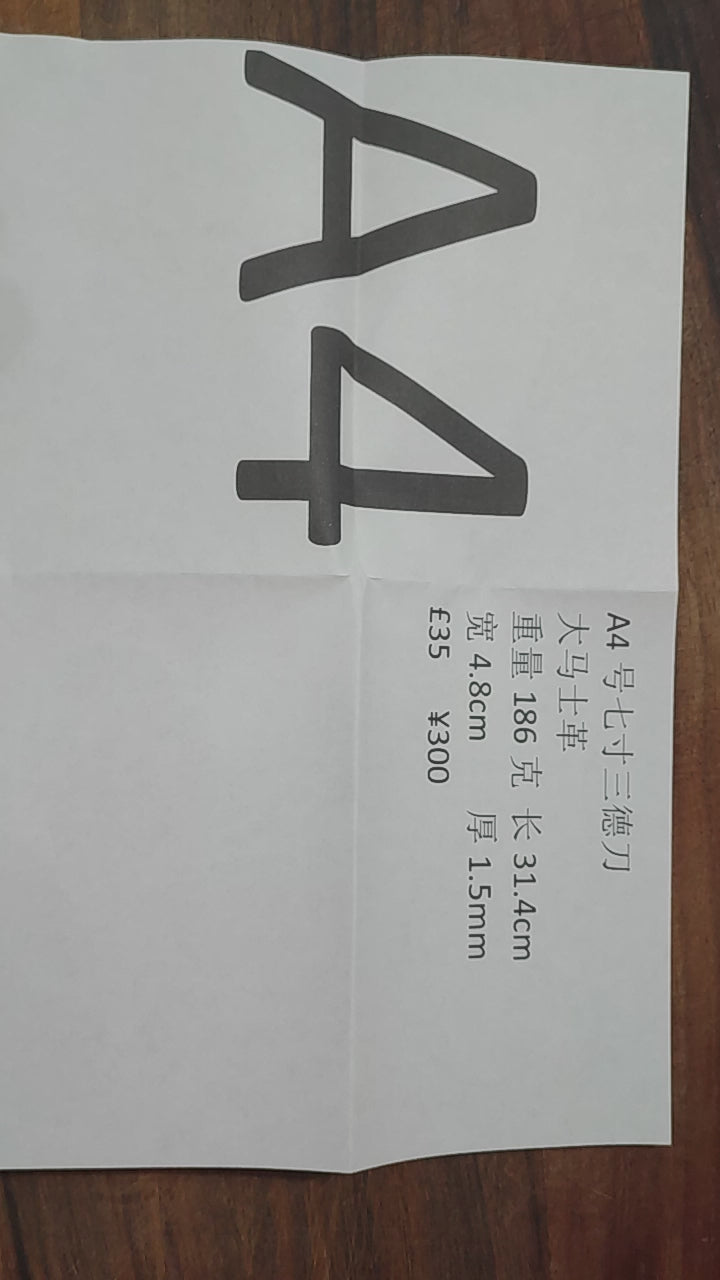 A4
A4 号七寸三德刀
大马士革
重量 186 克 长 31.4cm
宽 4.8cm 厚 1.5mm
£35 ¥300